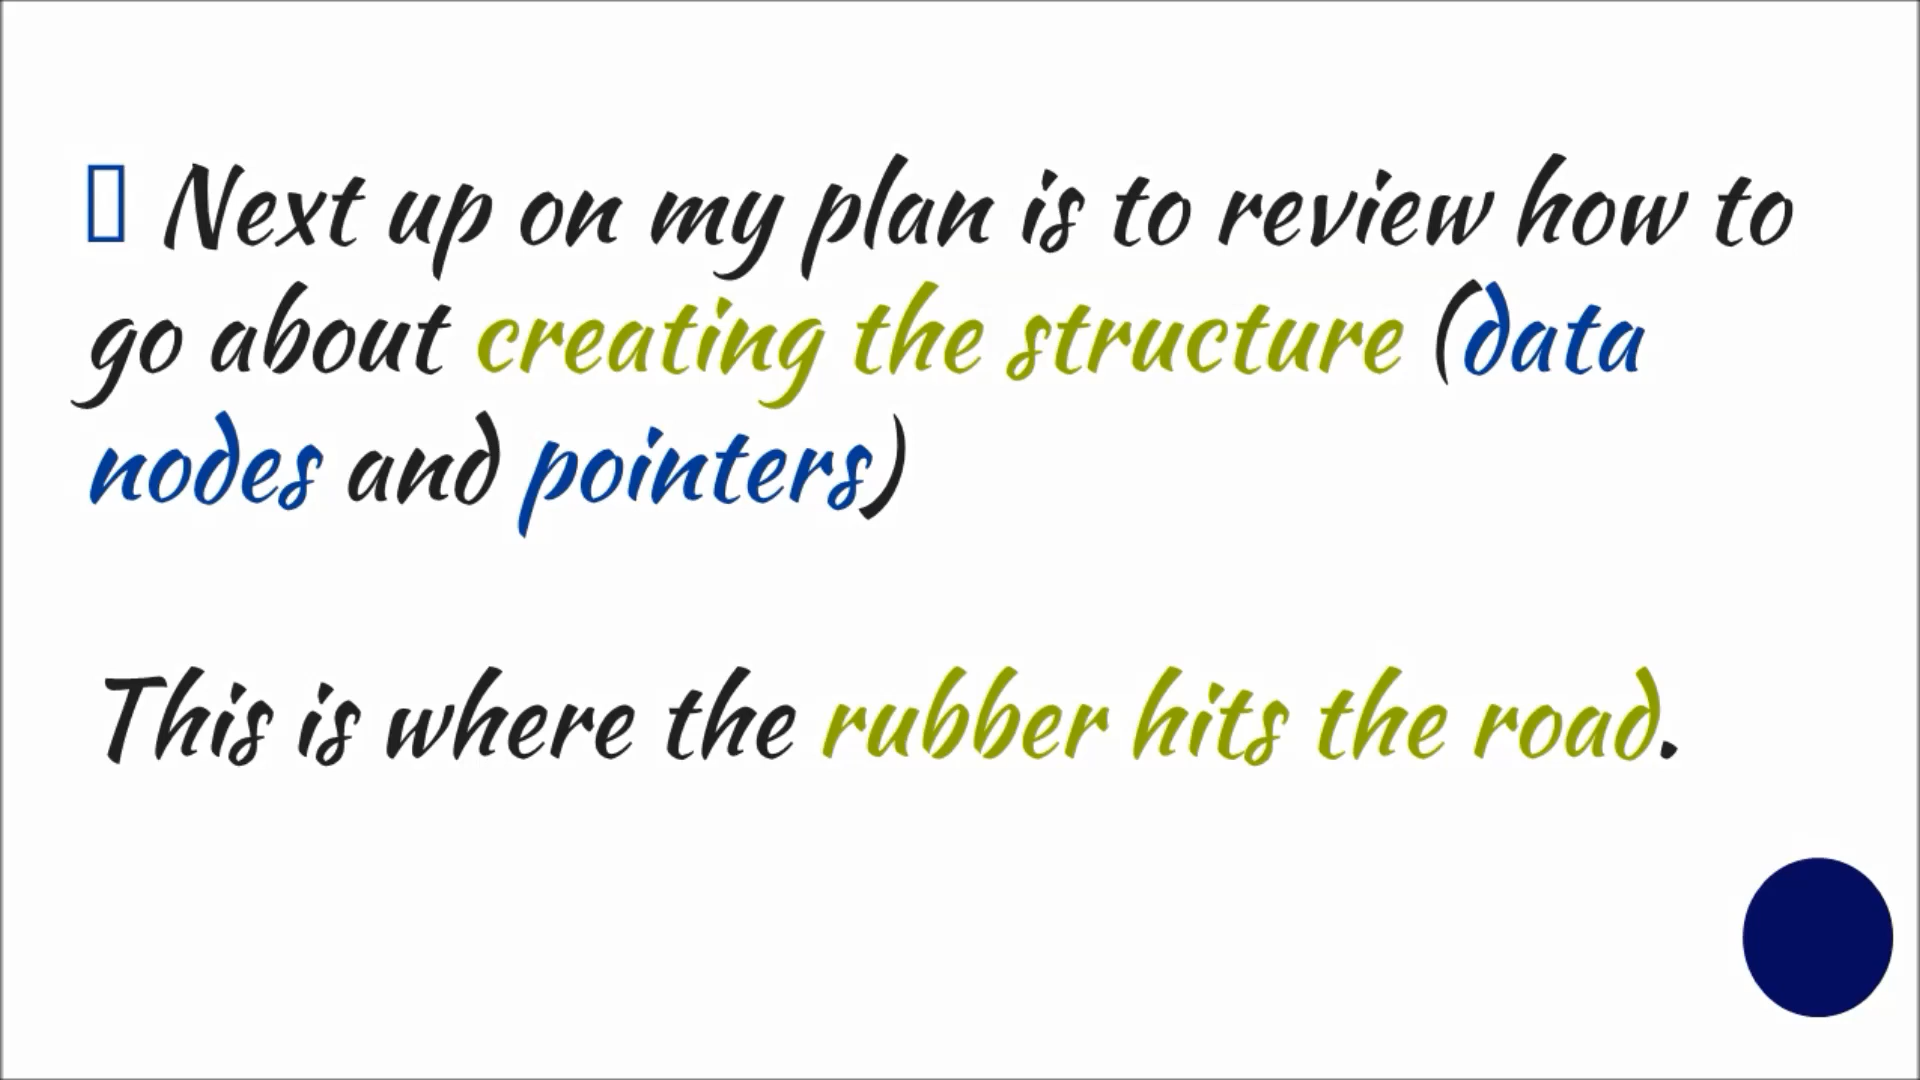 Next up on my plan is to review how to
go about creating the structure (data
nodes and pointers)
This is where the rubber hits the road.